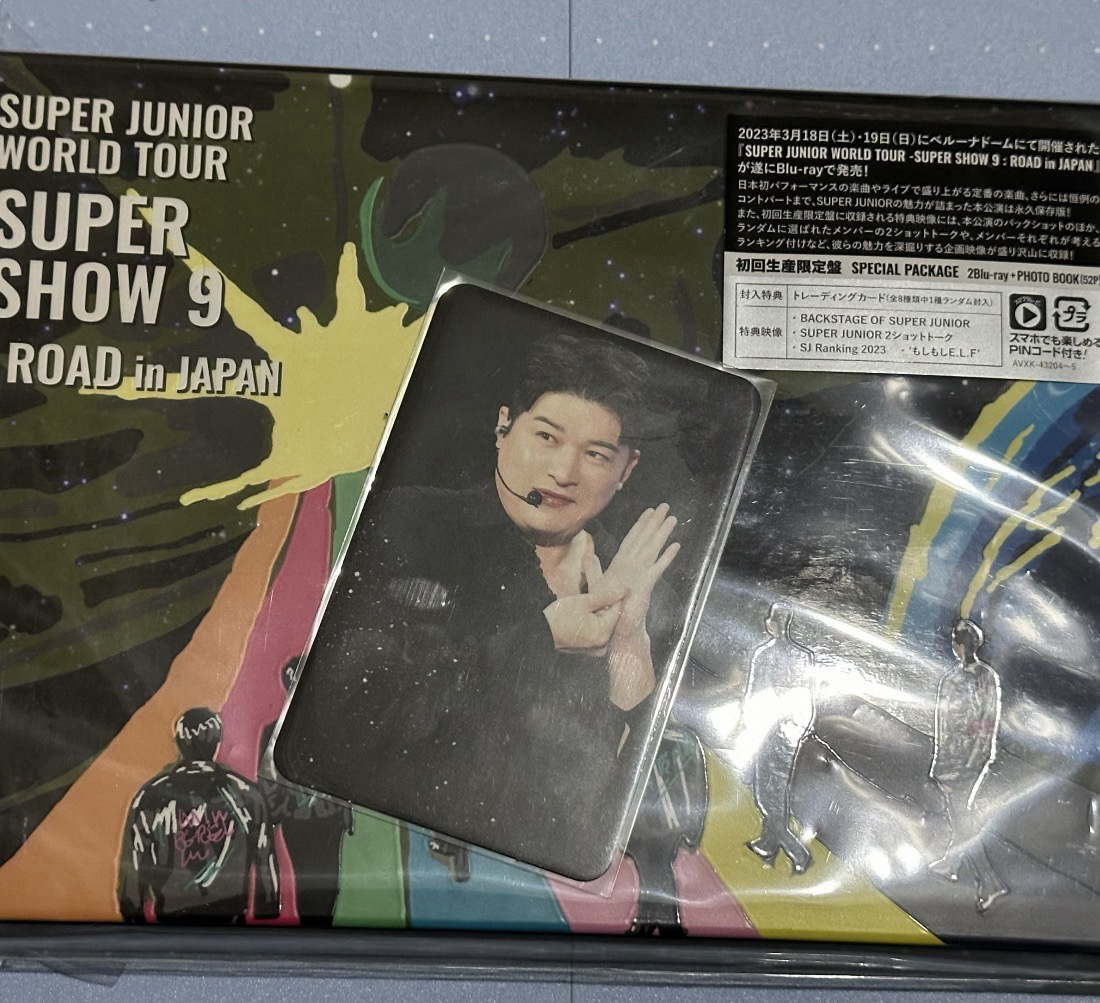 SUPER JUNIOR
WORLD TOUR
SUPER
SHOW 9
ROAD in JAPAN
2023年3月18日(土)・19日(日)にベルーナドームにて開催された
『SUPER JUNIOR WORLD TOUR -SUPER SHOW 9 : ROAD in JAPAN』
が遂にBlu-rayで発売!
日本初パフォーマンスの楽曲やライブで盛り上がる定番の楽曲、さらには恒例の
コントパートまで、SUPER JUNIORの魅力が詰まった本公演は永久保存版!
また、初回生産限定盤に収録される特典映像には、本公演のバックショットのほか、
ランダムに選ばれたメンバーの2ショットトークや、メンバーそれぞれが考える
ランキング付けなど、彼らの魅力を深掘りする企画映像が盛り沢山に収録!
初回生産限定盤 SPECIAL PACKAGE 2Blu-ray+PHOTO BOOK(52P)
封入特典 トレーディングカード(全8種類中1種ランダム封入)
特典映像
・BACKSTAGE OF SUPER JUNIOR
・SUPER JUNIOR 2ショットトーク
・SJ Ranking 2023 ・'もしもしE.L.F'
プラ
スマホでも楽しめる
PINコード付き!
AVXK-43204〜5